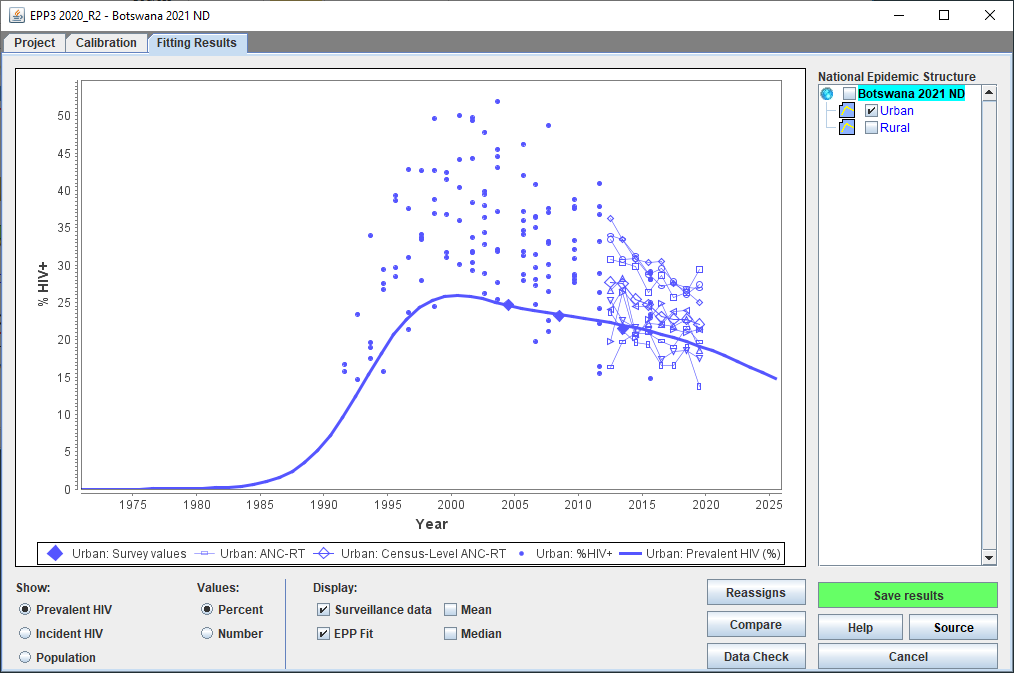 EPP3 2020_R2 - Botswana 2021 ND
Project Calibration Fitting Results
% HIV+
50
45
40
35
30
25
20
15
10
5
0
1975 1980 1985 1990 1995 2000 2005 2010 2015 2020 2025
Year
Urban: Survey values Urban: ANC-RT Urban: Census-Level ANC-RT Urban: %HIV+ Urban: Prevalent HIV (%)
National Epidemic Structure
Botswana 2021 ND
Urban
Rural
Show: Values: Display:
Prevalent HIV Percent Surveillance data Mean
Incident HIV Number EPP Fit Median
Population
Reassigns
Compare
Data Check
Save results
Help Source
Cancel